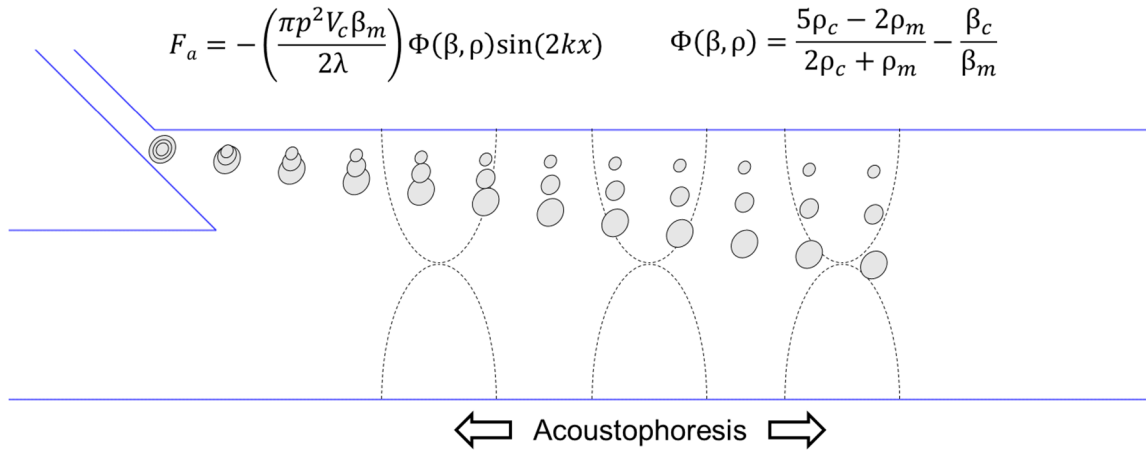 F_a = −(πp²V_cβ_m / 2λ) Φ(β, ρ)sin(2kx)
Φ(β, ρ) = (5ρ_c − 2ρ_m) / (2ρ_c + ρ_m) − β_c / β_m
Acoustophoresis